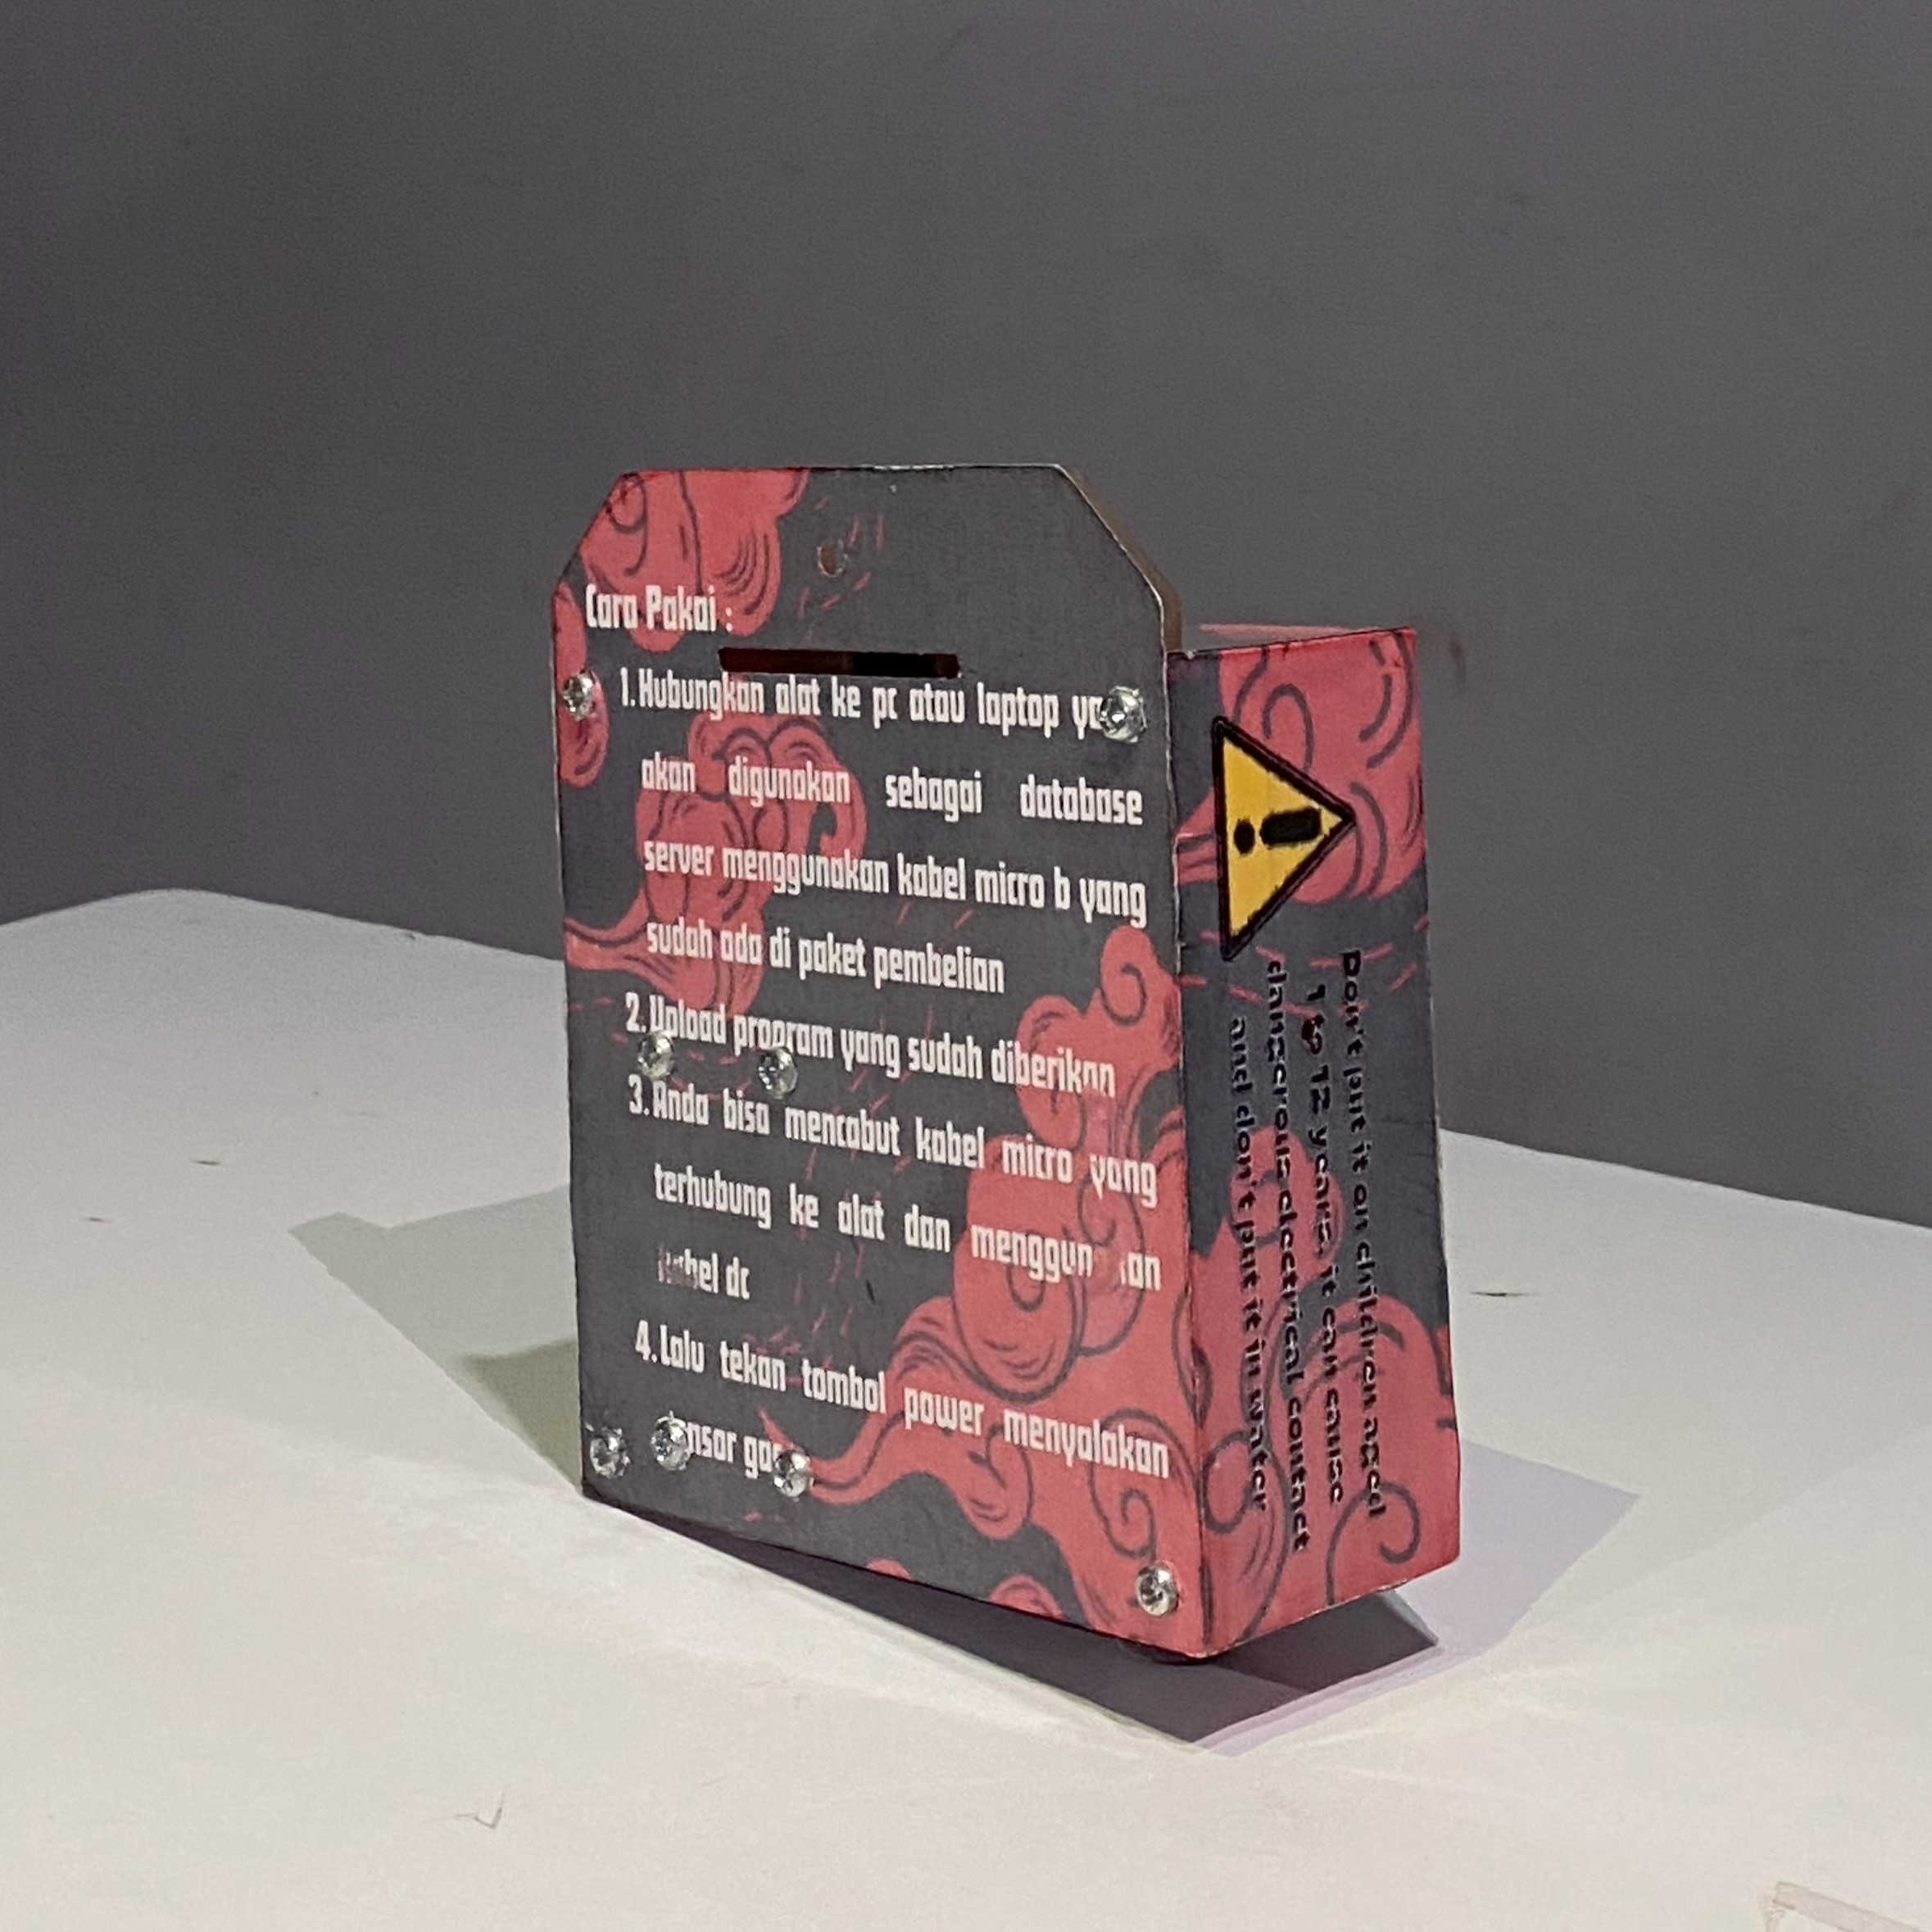 Cara Pakai :
1. Hubungkan alat ke pc atau laptop
akan digunakan sebagai database
server menggunakan kabel micro b yang
sudah ada di paket pembelian
2. Upload program yang sudah diberikan
3. Anda bisa mencabut kabel micro yang
terhubung ke alat dan
dc
4. Lalu tekan tombol power menyalakan
Don't put it on children aged
1 to 12 years, it can cause
dangerous electrical contact
and don't put it in water